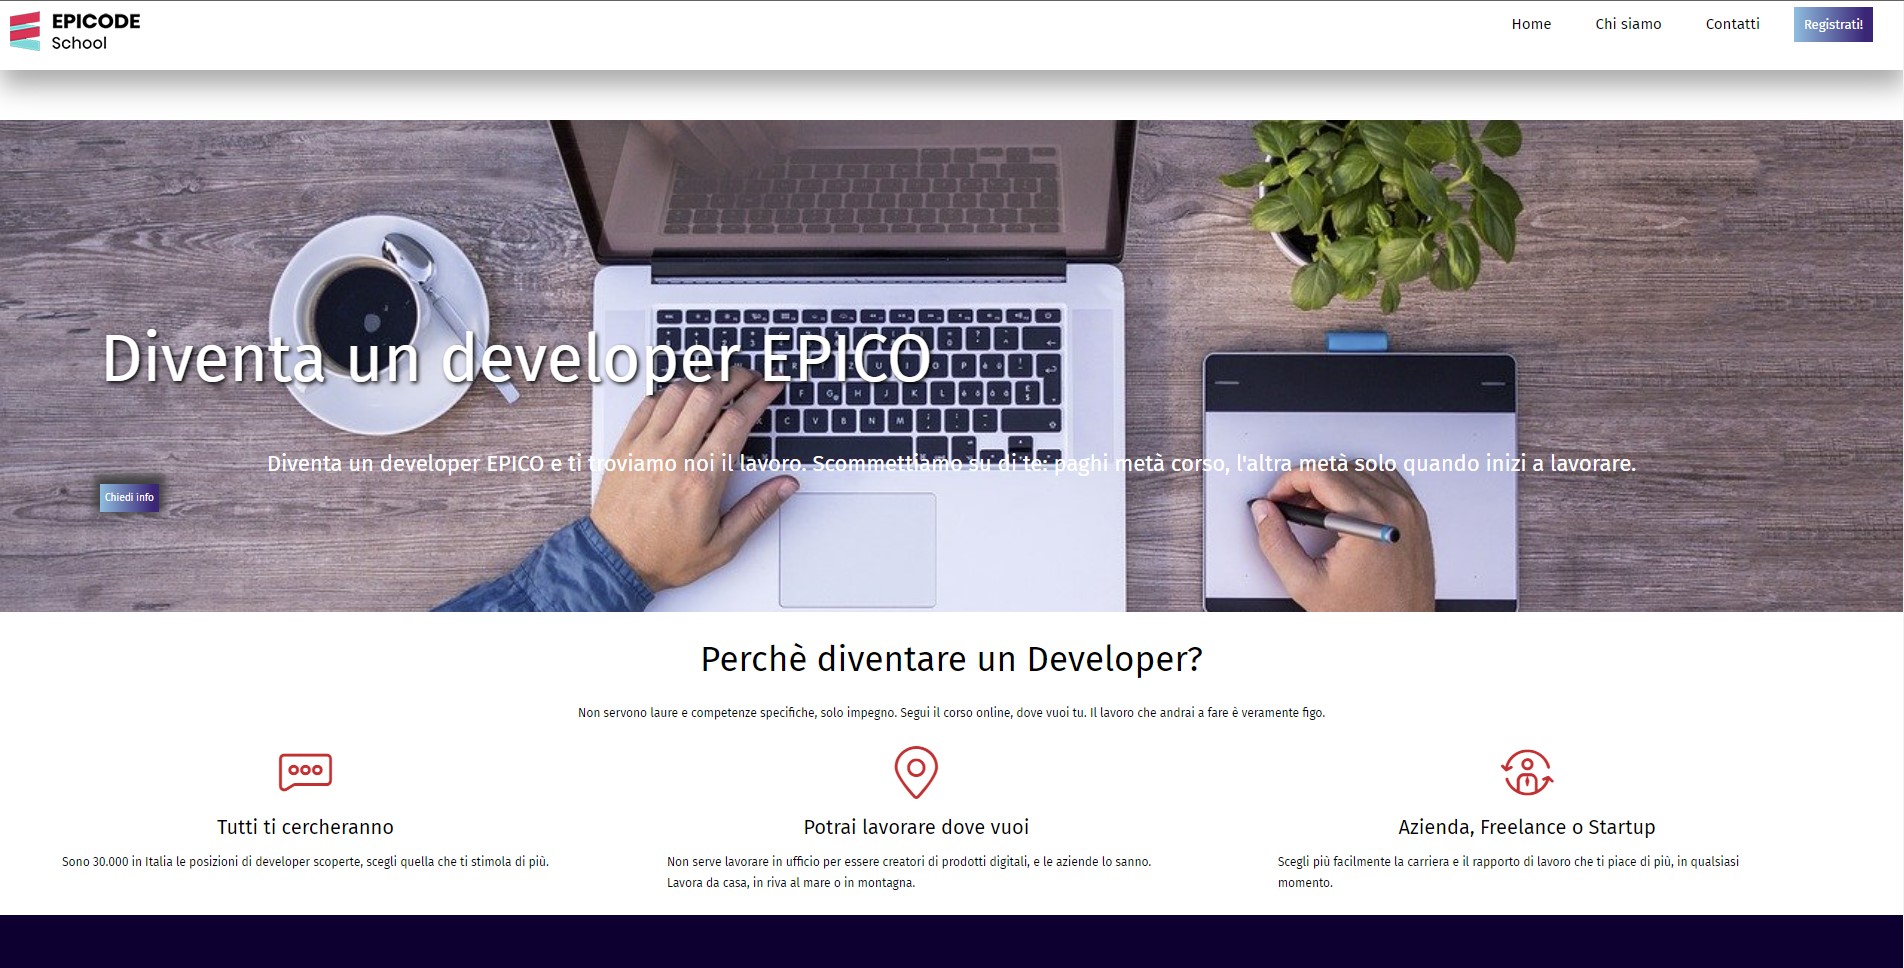 EPICODE
School
Home Chi siamo Contatti Registrati!
Diventa un developer EPICO
Diventa un developer EPICO e ti troviamo noi il lavoro. Scommettiamo su di te: paghi metà corso, l'altra metà solo quando inizi a lavorare.
Chiedi info
Perchè diventare un Developer?
Non servono laure e competenze specifiche, solo impegno. Segui il corso online, dove vuoi tu. Il lavoro che andrai a fare è veramente figo.
Tutti ti cercheranno
Sono 30.000 in Italia le posizioni di developer scoperte, scegli quella che ti stimola di più.
Potrai lavorare dove vuoi
Non serve lavorare in ufficio per essere creatori di prodotti digitali, e le aziende lo sanno.
Lavora da casa, in riva al mare o in montagna.
Azienda, Freelance o Startup
Scegli più facilmente la carriera e il rapporto di lavoro che ti piace di più, in qualsiasi
momento.